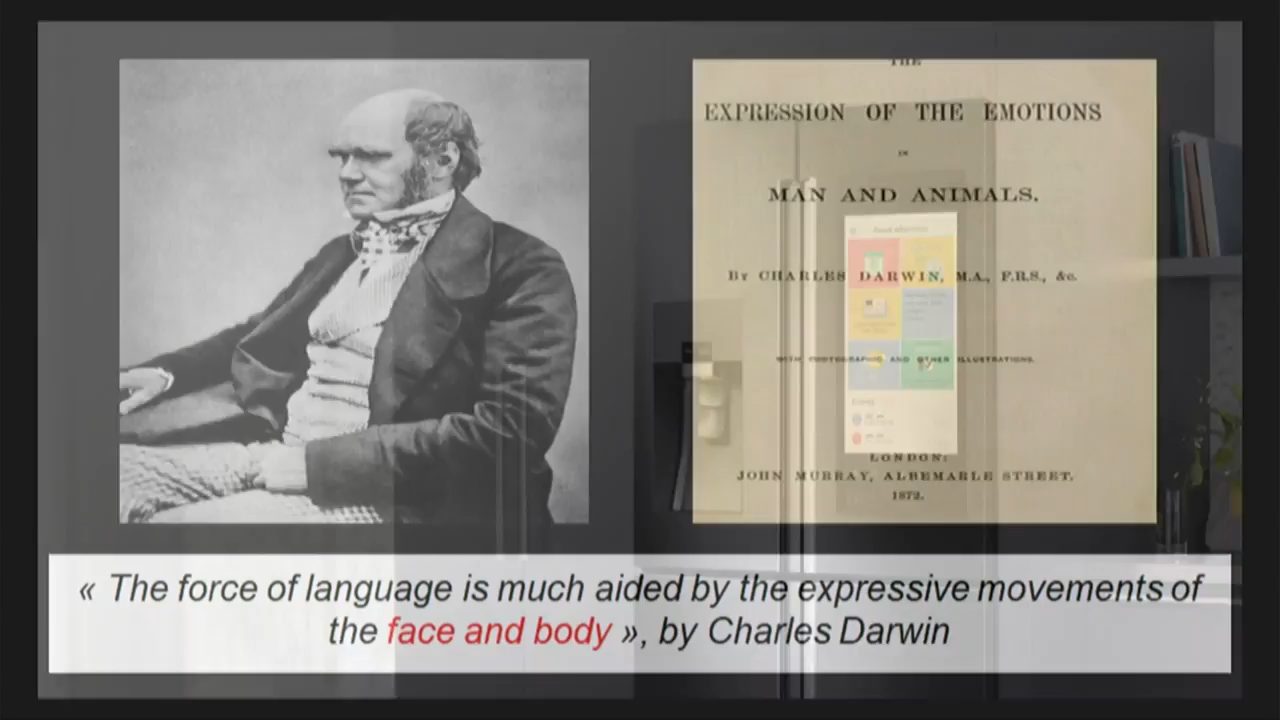 THE
EXPRESSION OF THE EMOTIONS
IN
MAN AND ANIMALS.
BY CHARLES DARWIN, M.A., F.R.S., &c.
WITH PHOTOGRAPHIC AND OTHER ILLUSTRATIONS.
LONDON:
JOHN MURRAY, ALBEMARLE STREET.
1872.
« The force of language is much aided by the expressive movements of
the face and body », by Charles Darwin